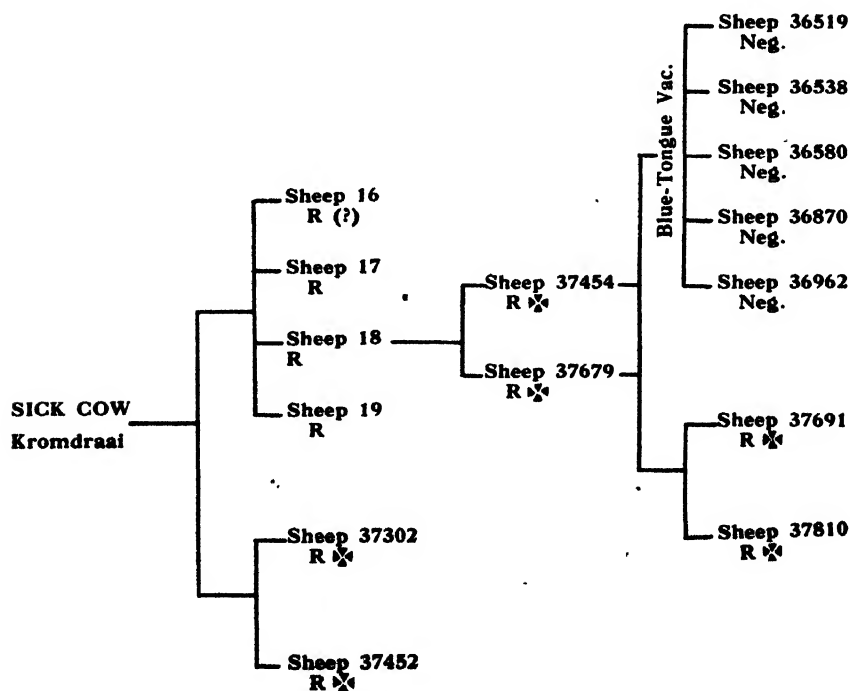 SICK COW
Kromdraai
Sheep 16
R (?)
Sheep 17
R
Sheep 18
R
Sheep 19
R
Sheep 37302
R ✠
Sheep 37452
R ✠
Sheep 37454
R ✠
Sheep 37679
R ✠
Blue-Tongue Vac.
Sheep 36519
Neg.
Sheep 36538
Neg.
Sheep 36580
Neg.
Sheep 36870
Neg.
Sheep 36962
Neg.
Sheep 37691
R ✠
Sheep 37810
R ✠